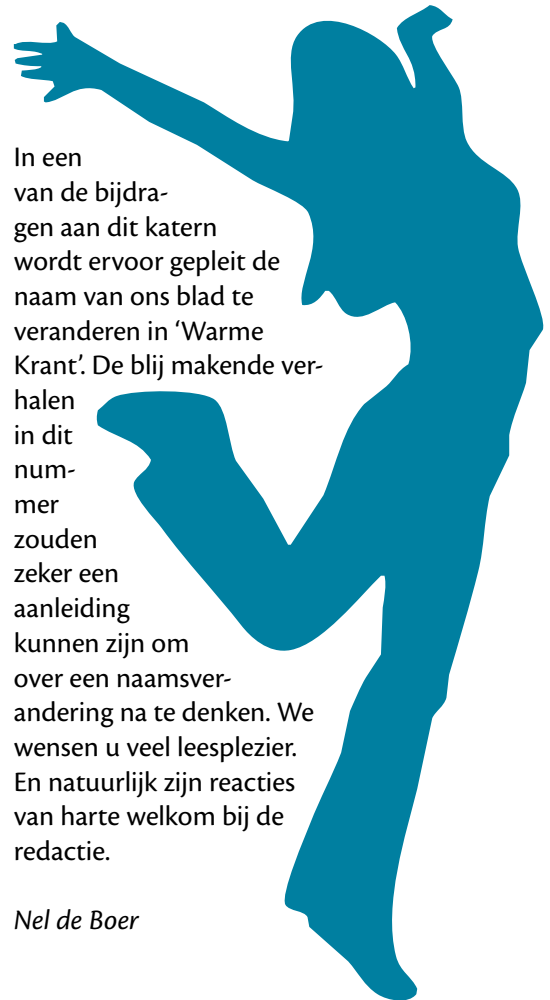 In een
van de bijdra-
gen aan dit katern
wordt ervoor gepleit de
naam van ons blad te
veranderen in ‘Warme
Krant’. De blij makende ver-
halen
in dit
num-
mer
zouden
zeker een
aanleiding
kunnen zijn om
over een naamsver-
andering na te denken. We
wensen u veel leesplezier.
En natuurlijk zijn reacties
van harte welkom bij de
redactie.
Nel de Boer